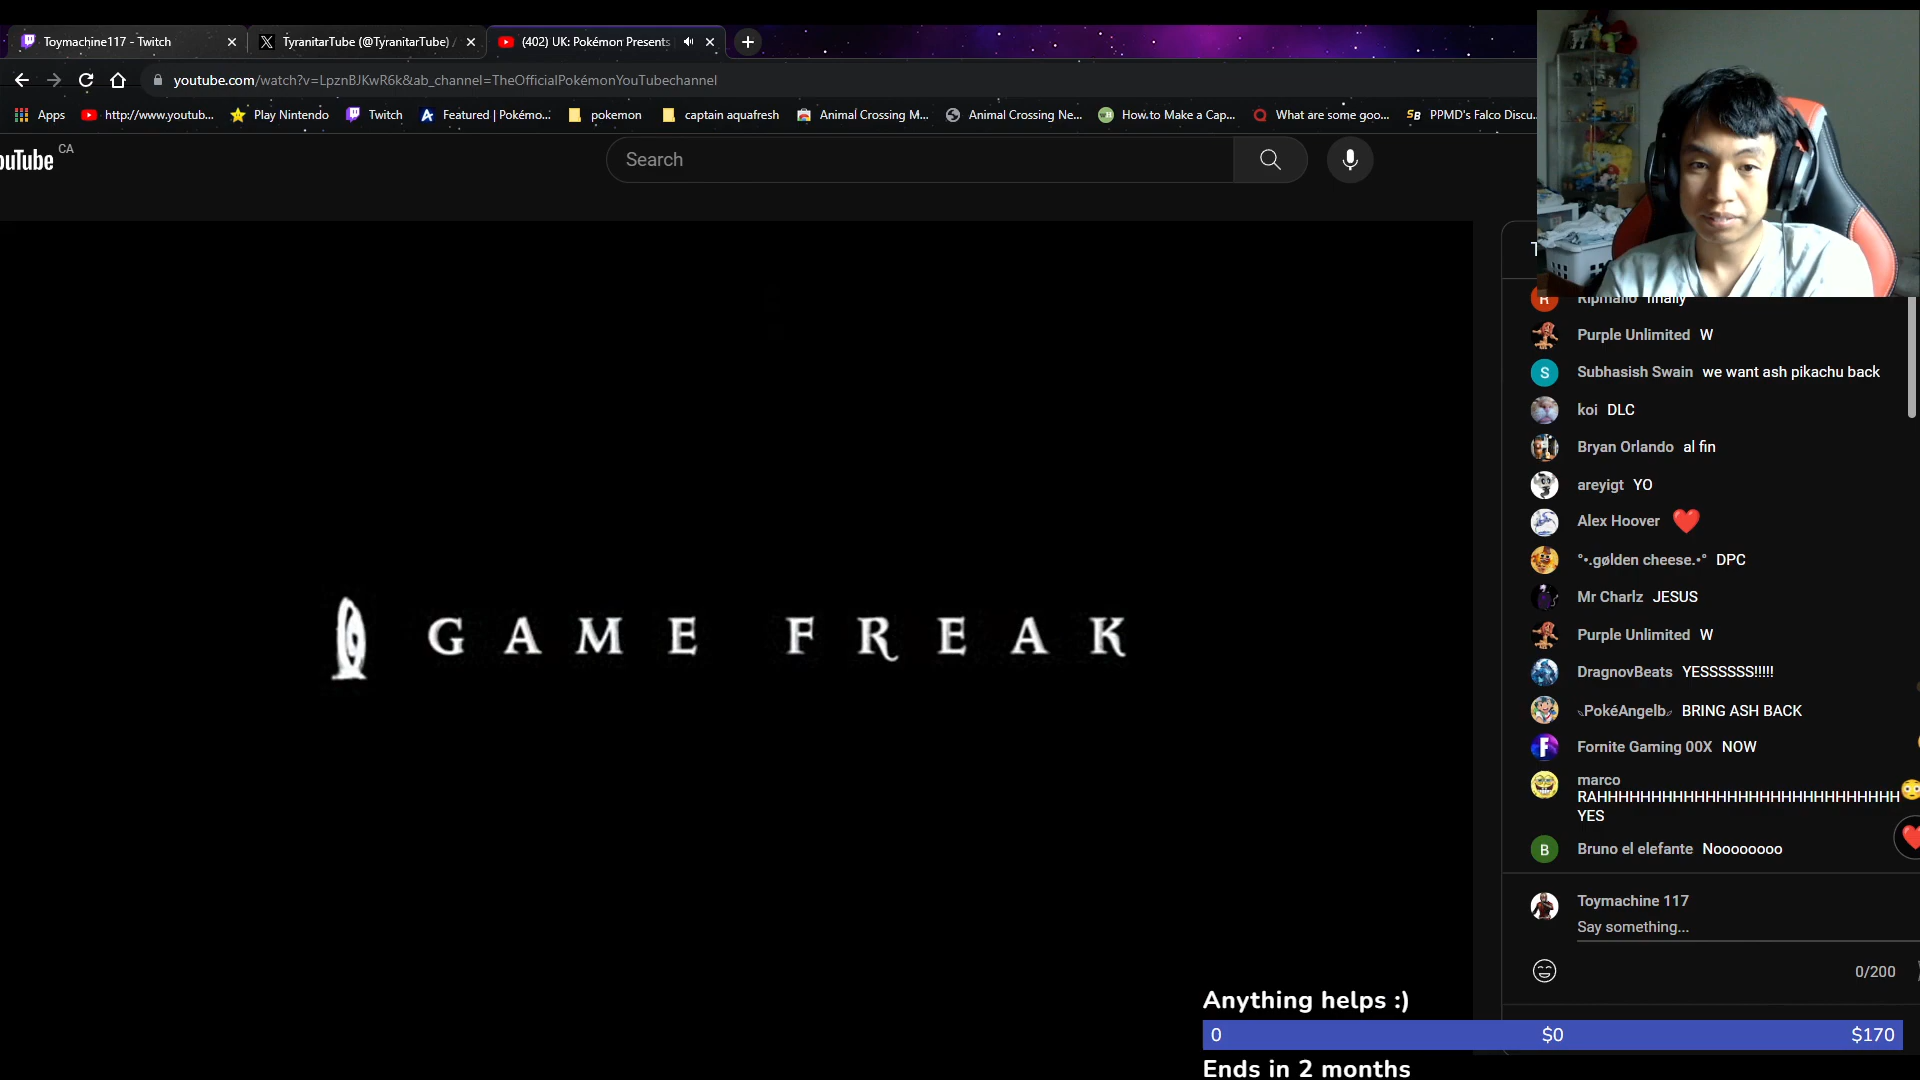 Toymachine117 - Twitch
TyranitarTube (@TyranitarTube) /
(402) UK: Pokémon Presents
youtube.com/watch?v=LpznBJKwR6k&ab_channel=TheOfficialPokémonYouTubechannel
Apps
http://www.youtub...
Play Nintendo
Twitch
Featured | Pokémo...
pokemon
captain aquafresh
Animal Crossing M...
Animal Crossing Ne...
How to Make a Cap...
What are some goo...
PPMD's Falco Discu...
ouTube CA
Search
GAME FREAK
R Ripmalio finally
Purple Unlimited W
S Subhasish Swain we want ash pikachu back
koi DLC
Bryan Orlando al fin
areyigt YO
Alex Hoover ❤️
°•.gølden cheese.•° DPC
Mr Charlz JESUS
Purple Unlimited W
DragnovBeats YESSSSSS!!!!!
PokéAngelb BRING ASH BACK
F Fornite Gaming 00X NOW
marco
RAHHHHHHHHHHHHHHHHHHHHHHHHHHHH
YES
B Bruno el elefante Noooooooo
Toymachine 117
Say something...
0/200
Anything helps :)
0 $0 $170
Ends in 2 months